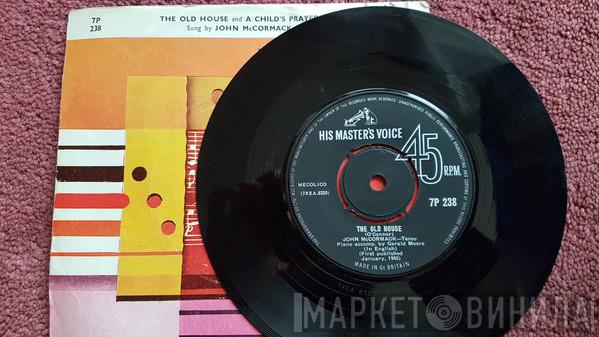 7P
238
THE OLD HOUSE and A CHILD'S PRAYER
Sung by JOHN McCORMACK
HIS MASTER'S VOICE
45
R.P.M.
MECOLICO
(7XEA.8320)
7P 238
THE OLD HOUSE
(O'Connor)
JOHN McCORMACK—Tenor
Piano accomp. by Gerald Moore
(In English)
(First published
January, 1940)
MADE IN GT. BRITAIN
МАРКЕТ ВИНИЛА